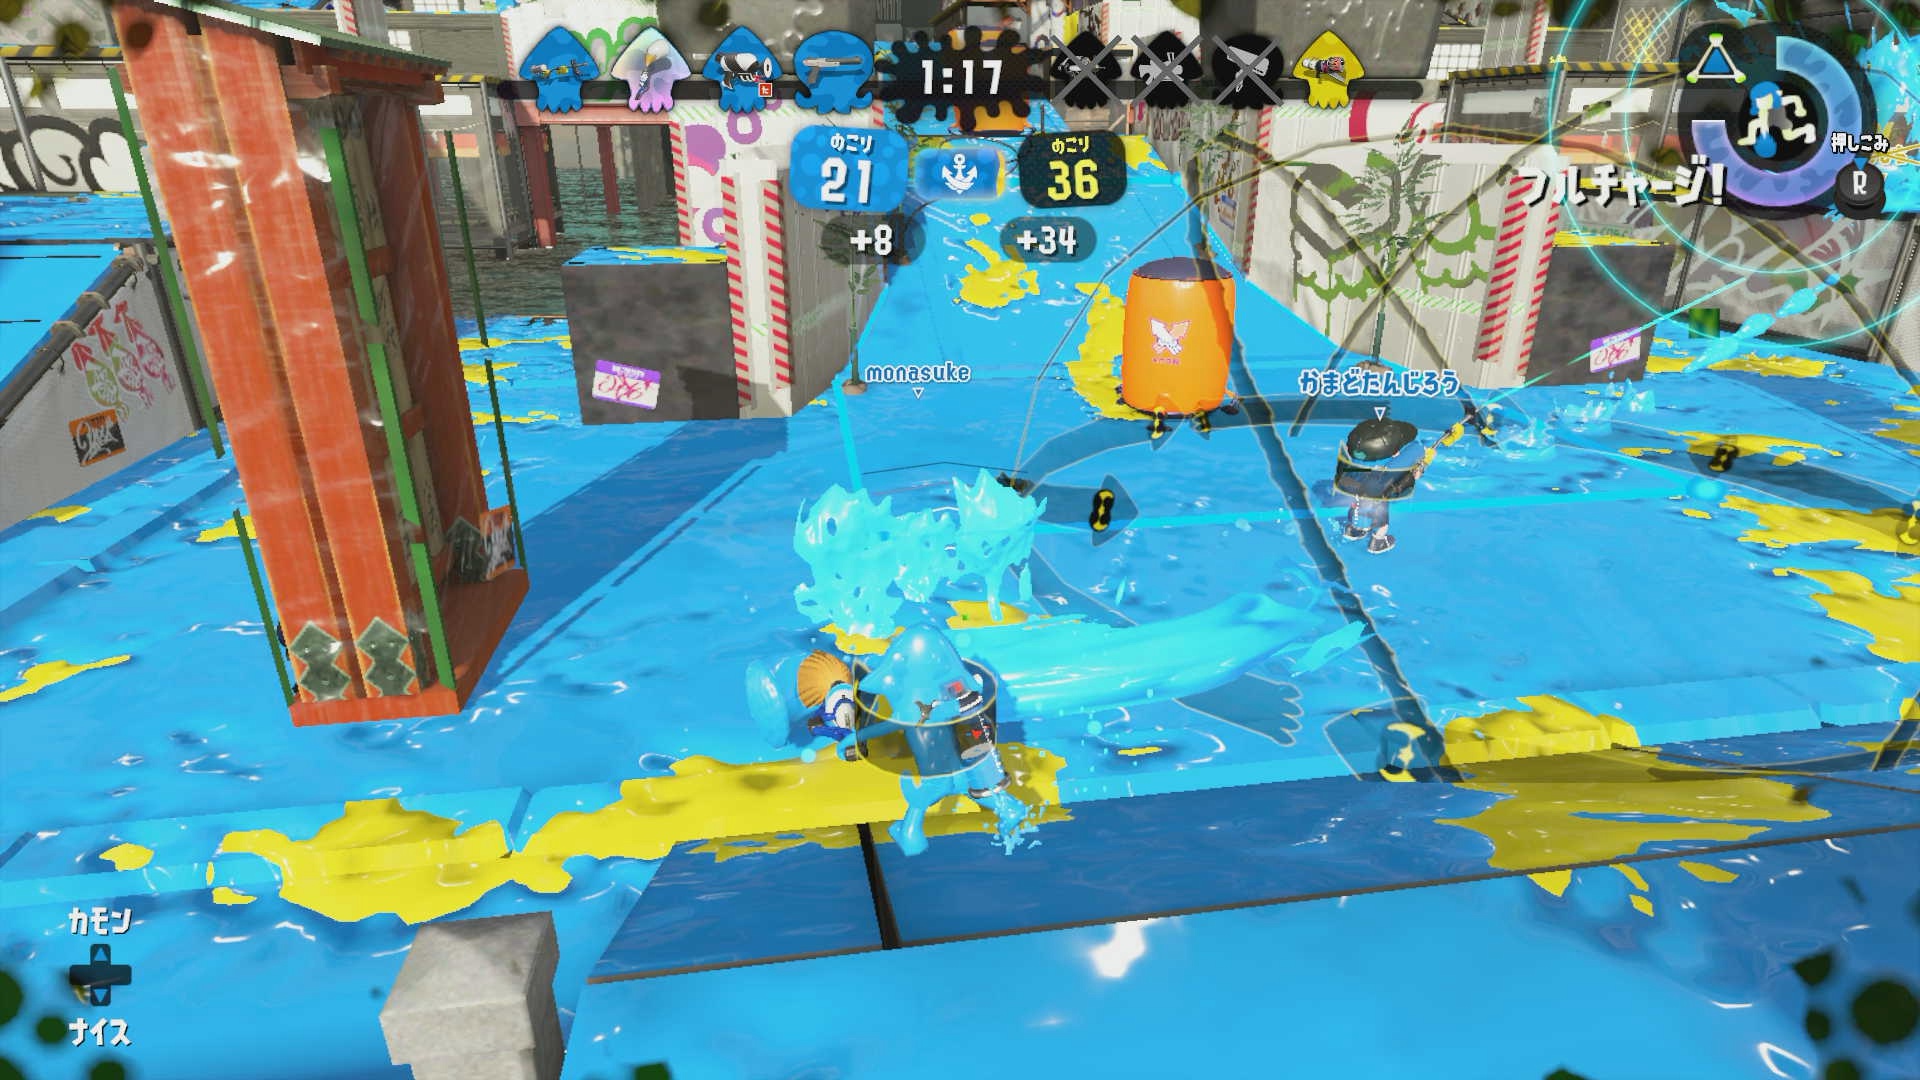 1:17
のこり
21
のこり
36
+8
+34
フルチャージ!
押しこみ
R
monasuke
かまどたんじろう
カモン
ナイス